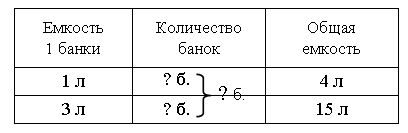 Емкость 1 банки Количество банок Общая емкость
1 л ? б. 4 л
? б.
3 л ? б. 15 л